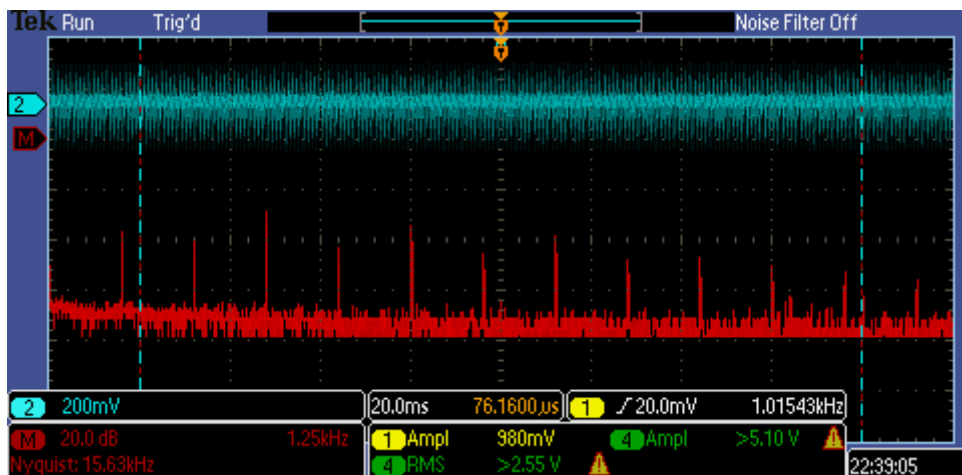 Tek Run Trig'd Noise Filter Off
T
T
2
M
2 200mV 20.0ms 76.1600µs 1 20.0mV 1.01543kHz
M 20.0 dB 1.25kHz 1 Ampl 980mV 4 Ampl >5.10 V
Nyquist: 15.63kHz 4 RMS >2.55 V 22:39:05